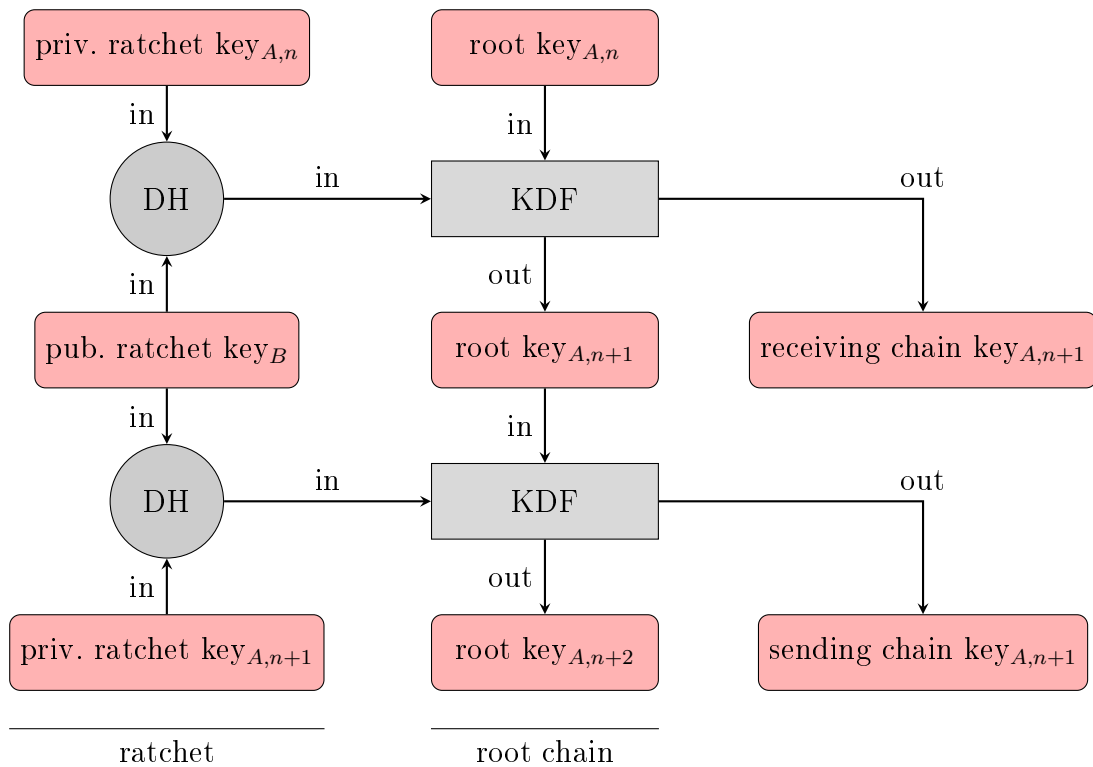 priv. ratchet key_{A,n}
root key_{A,n}
in
in
DH
in
KDF
out
in
out
pub. ratchet key_B
root key_{A,n+1}
receiving chain key_{A,n+1}
in
in
DH
in
KDF
out
in
out
priv. ratchet key_{A,n+1}
root key_{A,n+2}
sending chain key_{A,n+1}
ratchet
root chain